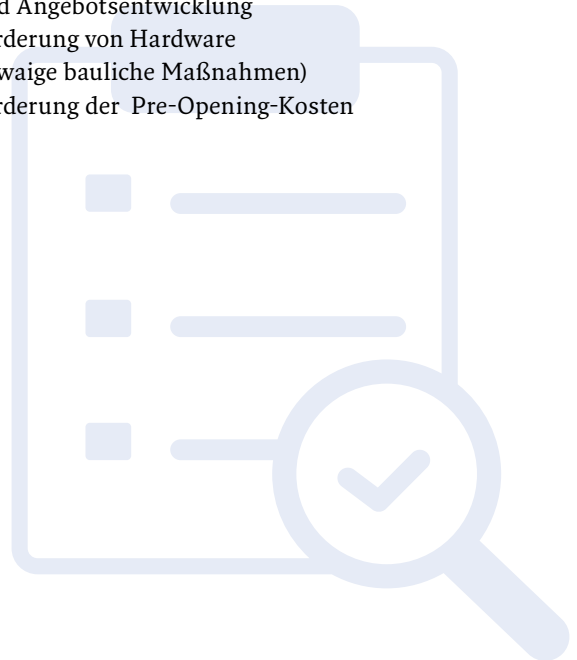 d Angebotsentwicklung
rderung von Hardware
waige bauliche Maßnahmen)
rderung der  Pre-Opening-Kosten